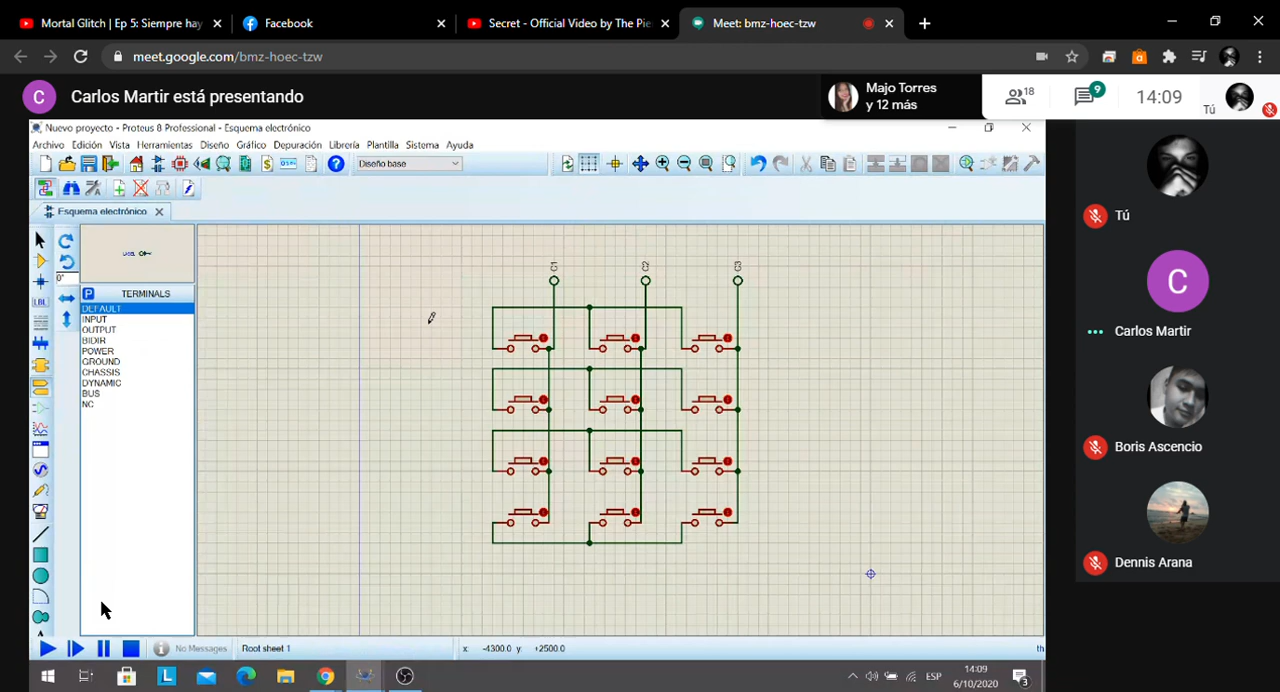 Mortal Glitch | Ep 5: Siempre hay
Facebook
Secret - Official Video by The Pie
Meet: bmz-hoec-tzw
meet.google.com/bmz-hoec-tzw
C
Carlos Martir está presentando
Majo Torres
y 12 más
18
9
14:09
Tú
Nuevo proyecto - Proteus 8 Professional - Esquema electrónico
Archivo Edición Vista Herramientas Diseño Gráfico Depuración Librería Plantilla Sistema Ayuda
Diseño base
Esquema electrónico
LBL
0°
P TERMINALS
DEFAULT
INPUT
OUTPUT
BIDIR
POWER
GROUND
CHASSIS
DYNAMIC
BUS
NC
C1
C2
C3
Tú
C
Carlos Martir
Boris Ascencio
Dennis Arana
No Messages
Root sheet 1
x: -4300.0 y: +2500.0
th
L
ESP
14:09
6/10/2020
3